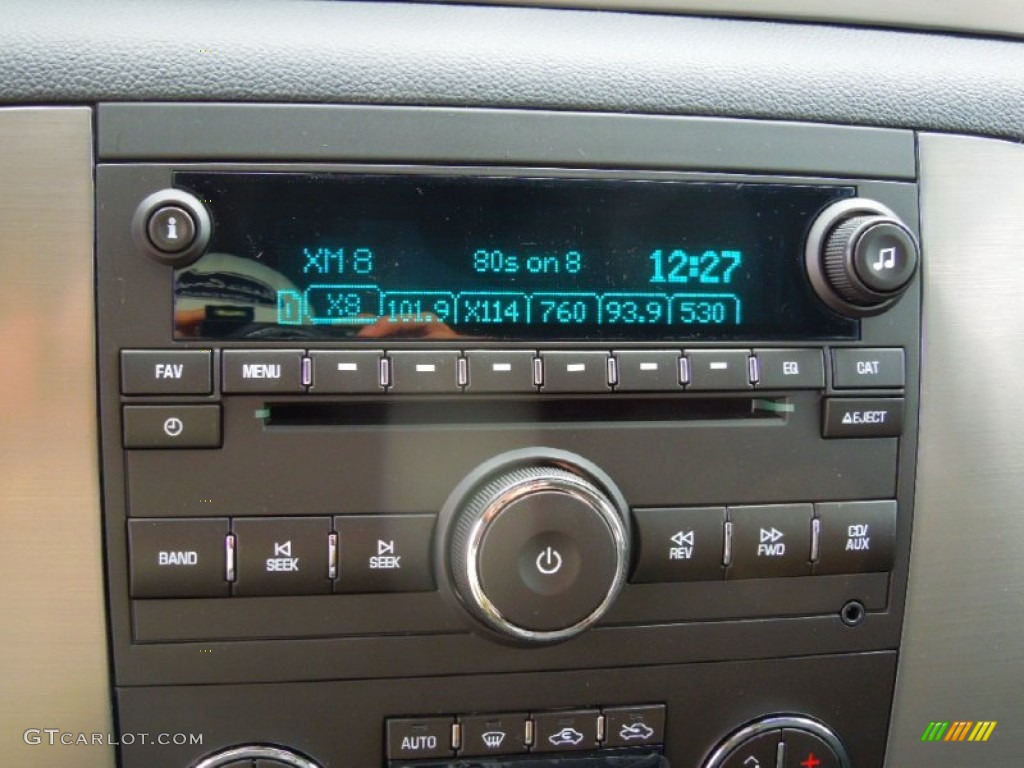 i
XM 8 80s on 8 12:27
1 X8 101.9 X114 760 93.9 530
FAV MENU EQ CAT
EJECT
BAND SEEK SEEK REV FWD CD/AUX
AUTO
GTCARLOT.COM